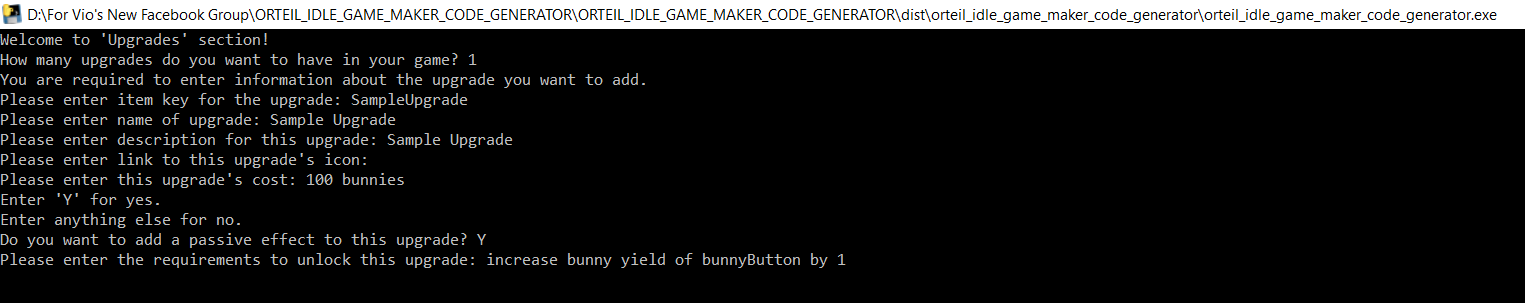 D:\For Vio's New Facebook Group\ORTEIL_IDLE_GAME_MAKER_CODE_GENERATOR\ORTEIL_IDLE_GAME_MAKER_CODE_GENERATOR\dist\orteil_idle_game_maker_code_generator\orteil_idle_game_maker_code_generator.exe
Welcome to 'Upgrades' section!
How many upgrades do you want to have in your game? 1
You are required to enter information about the upgrade you want to add.
Please enter item key for the upgrade: SampleUpgrade
Please enter name of upgrade: Sample Upgrade
Please enter description for this upgrade: Sample Upgrade
Please enter link to this upgrade's icon:
Please enter this upgrade's cost: 100 bunnies
Enter 'Y' for yes.
Enter anything else for no.
Do you want to add a passive effect to this upgrade? Y
Please enter the requirements to unlock this upgrade: increase bunny yield of bunnyButton by 1